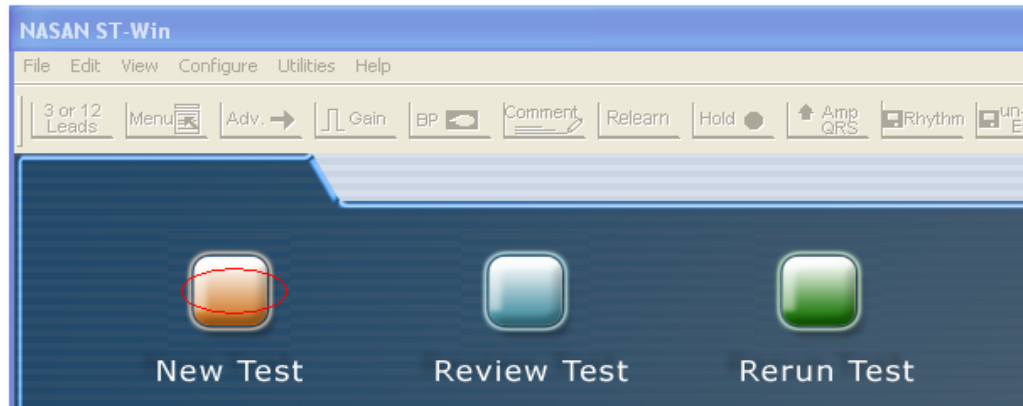 NASAN ST-Win
File Edit View Configure Utilities Help
3 or 12 Leads Menu Adv. Gain BP Comment Relearn Hold Amp QRS Rhythm
New Test Review Test Rerun Test